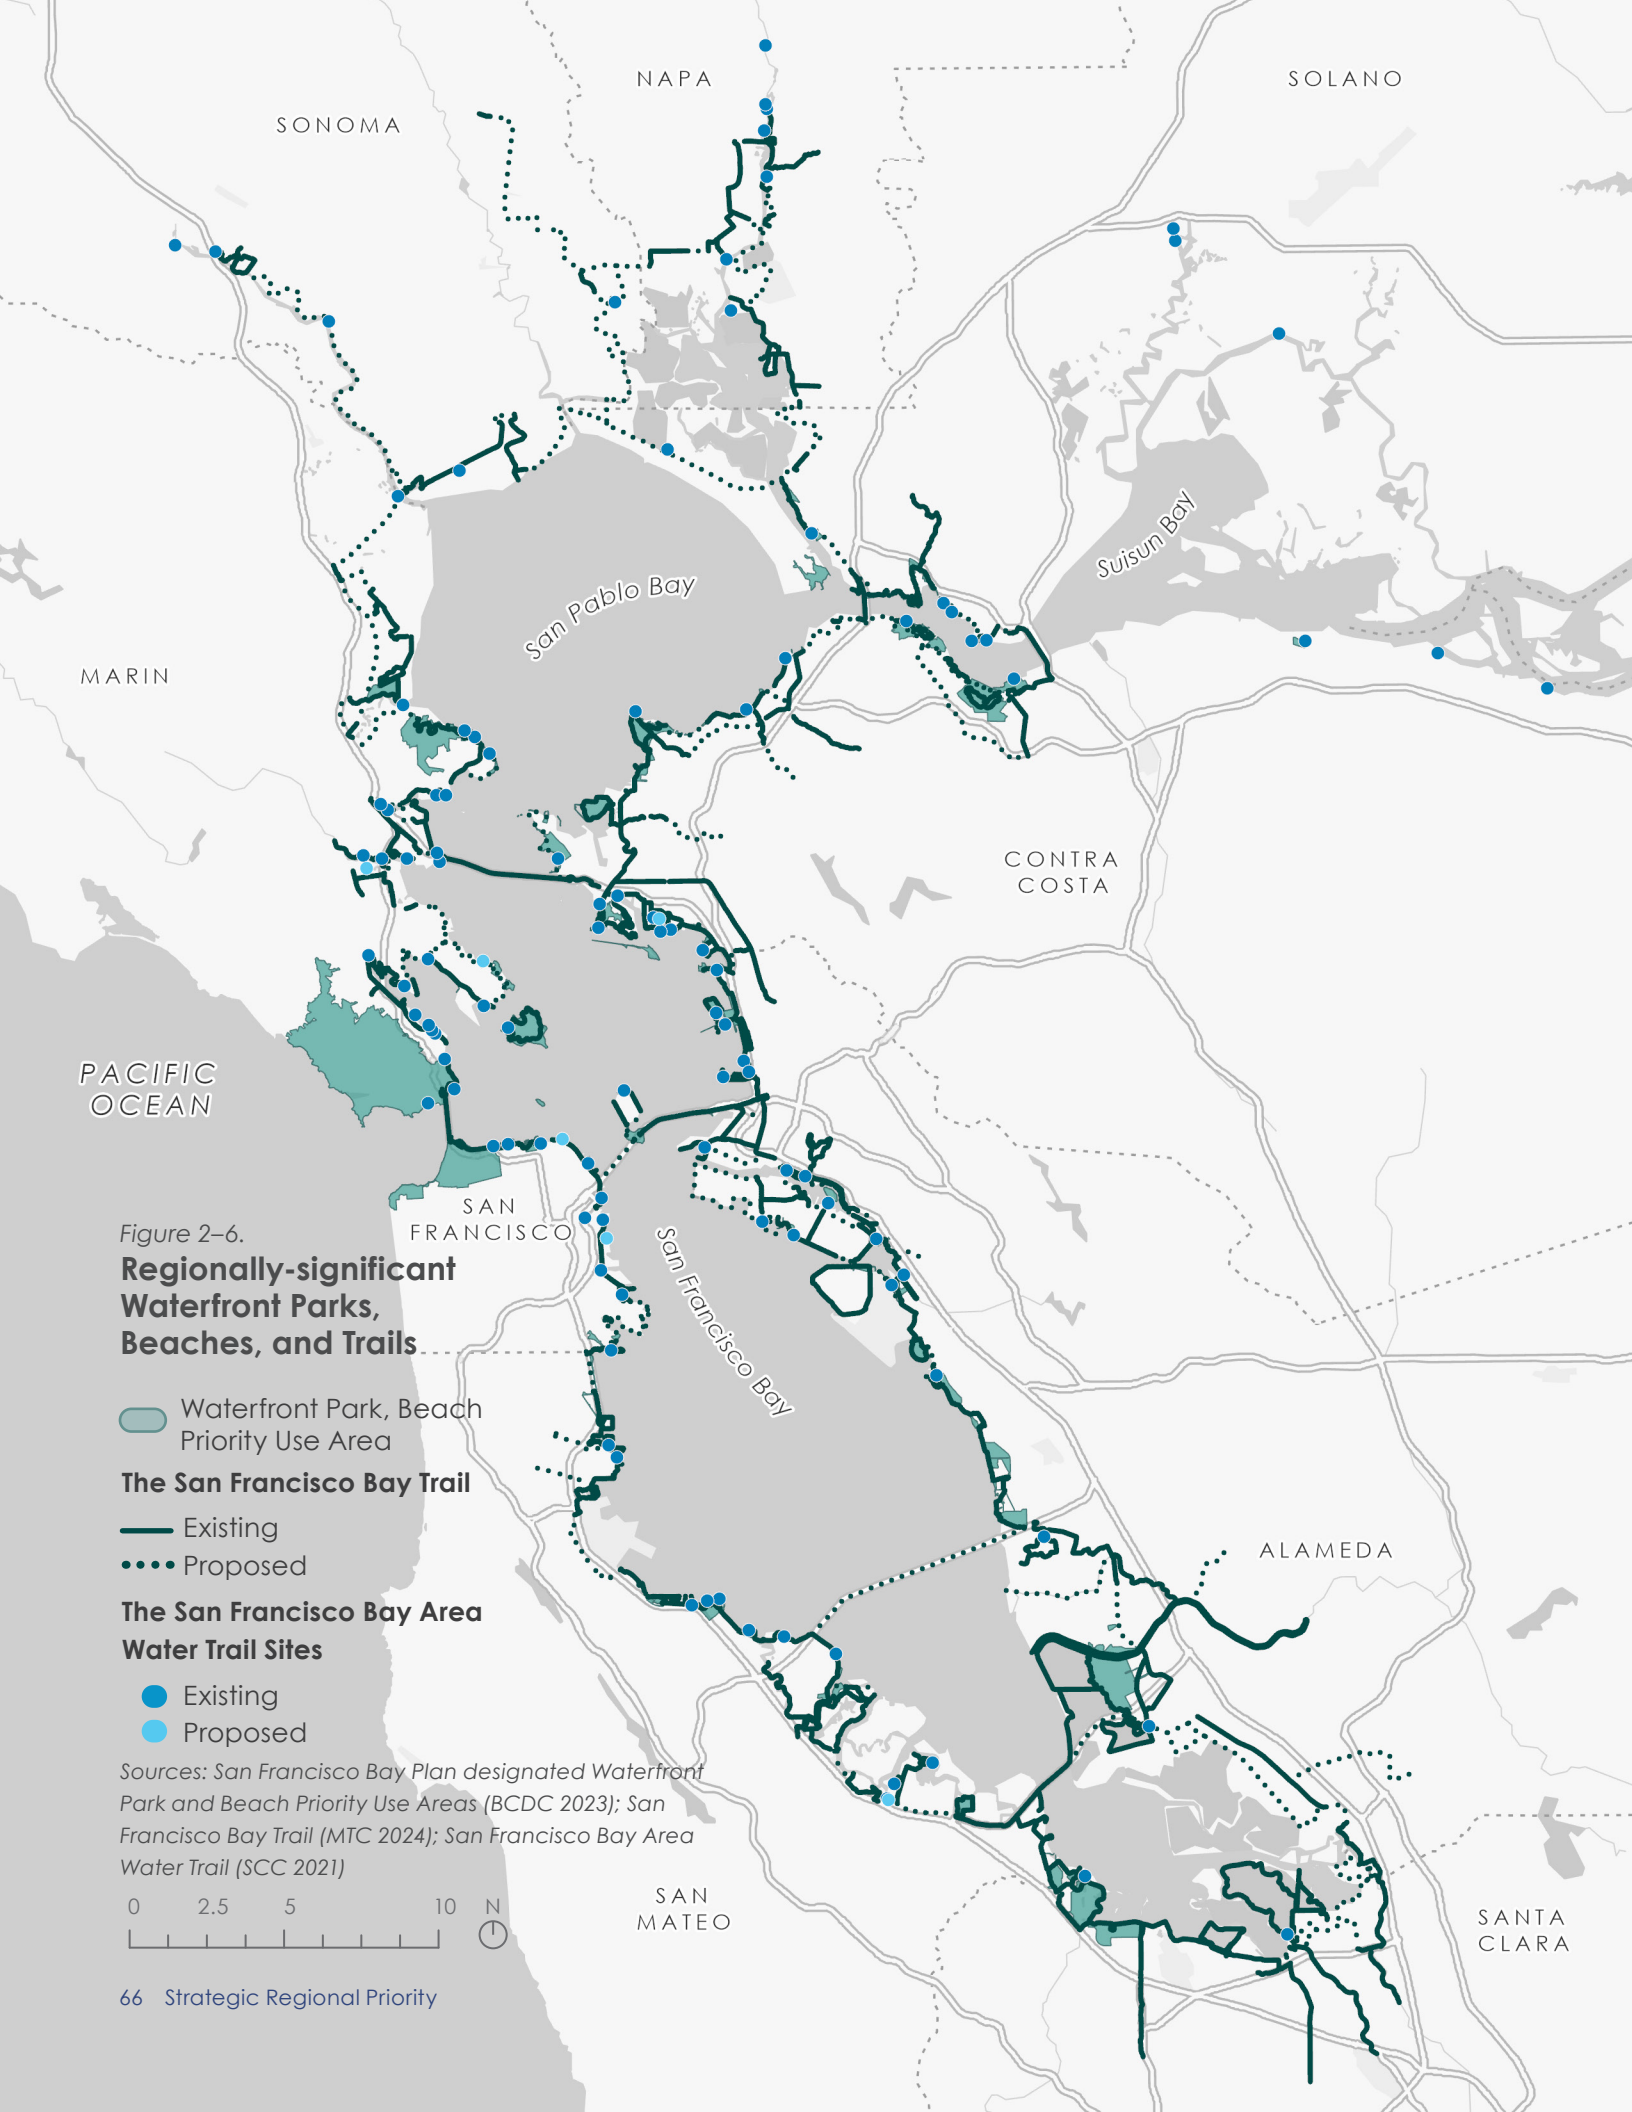 NAPA
SOLANO
SONOMA
Suisun Bay
San Pablo Bay
MARIN
CONTRA
COSTA
PACIFIC
OCEAN
SAN
FRANCISCO
San Francisco Bay
Figure 2–6.
Regionally-significant
Waterfront Parks,
Beaches, and Trails
Waterfront Park, Beach
Priority Use Area
The San Francisco Bay Trail
Existing
Proposed
The San Francisco Bay Area
Water Trail Sites
Existing
Proposed
ALAMEDA
Sources: San Francisco Bay Plan designated Waterfront
Park and Beach Priority Use Areas (BCDC 2023); San
Francisco Bay Trail (MTC 2024); San Francisco Bay Area
Water Trail (SCC 2021)
0 2.5 5 10 N
SAN
MATEO
SANTA
CLARA
66 Strategic Regional Priority